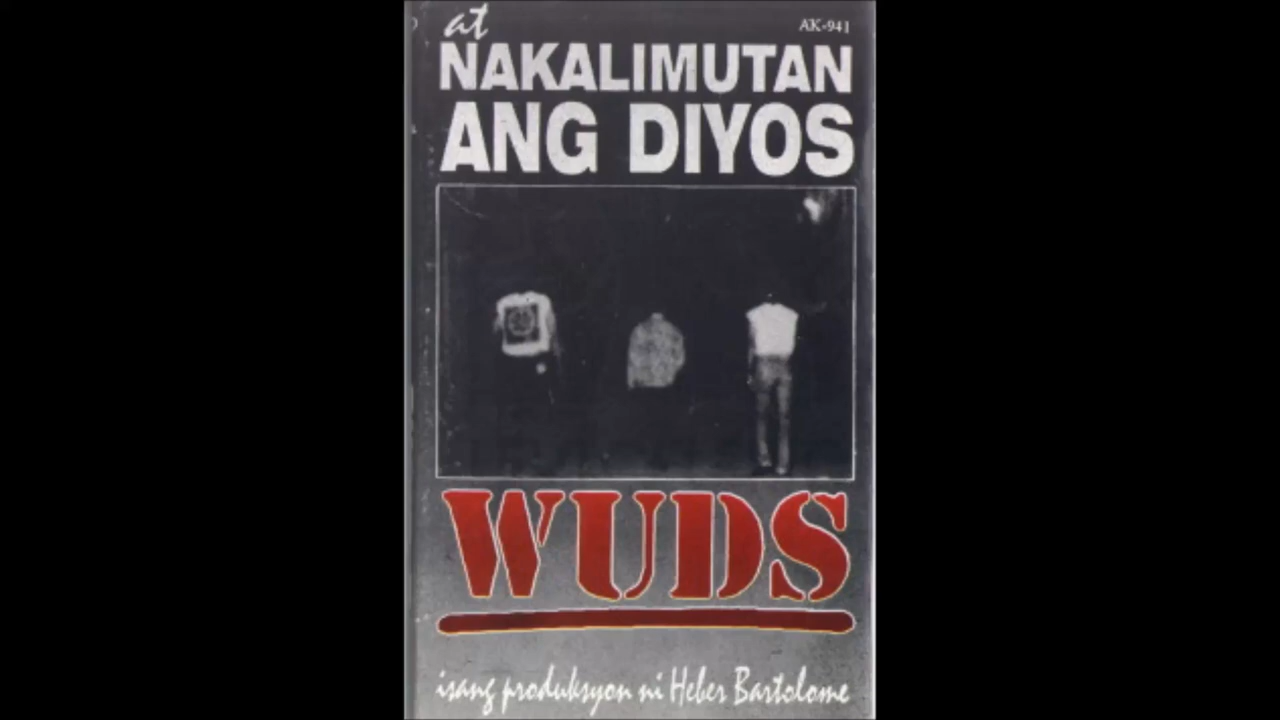 at
AK-941
NAKALIMUTAN
ANG DIYOS
WUDS
isang produksyon ni Heber Bartolome